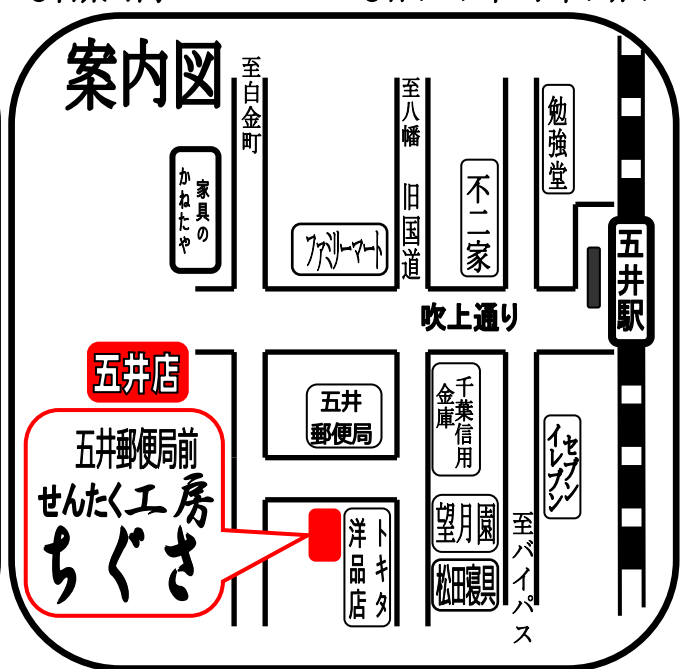 案内図
至白金町
至八幡 旧国道
勉強堂
不二家
家具の
かねたや
ファミリーマート
五井駅
吹上通り
五井店
五井
郵便局
千葉信用
金庫
セブン
イレブン
五井郵便局前
せんたく工房
ちぐさ
トキタ
洋品店
望月園
松田寝具
至バイパス